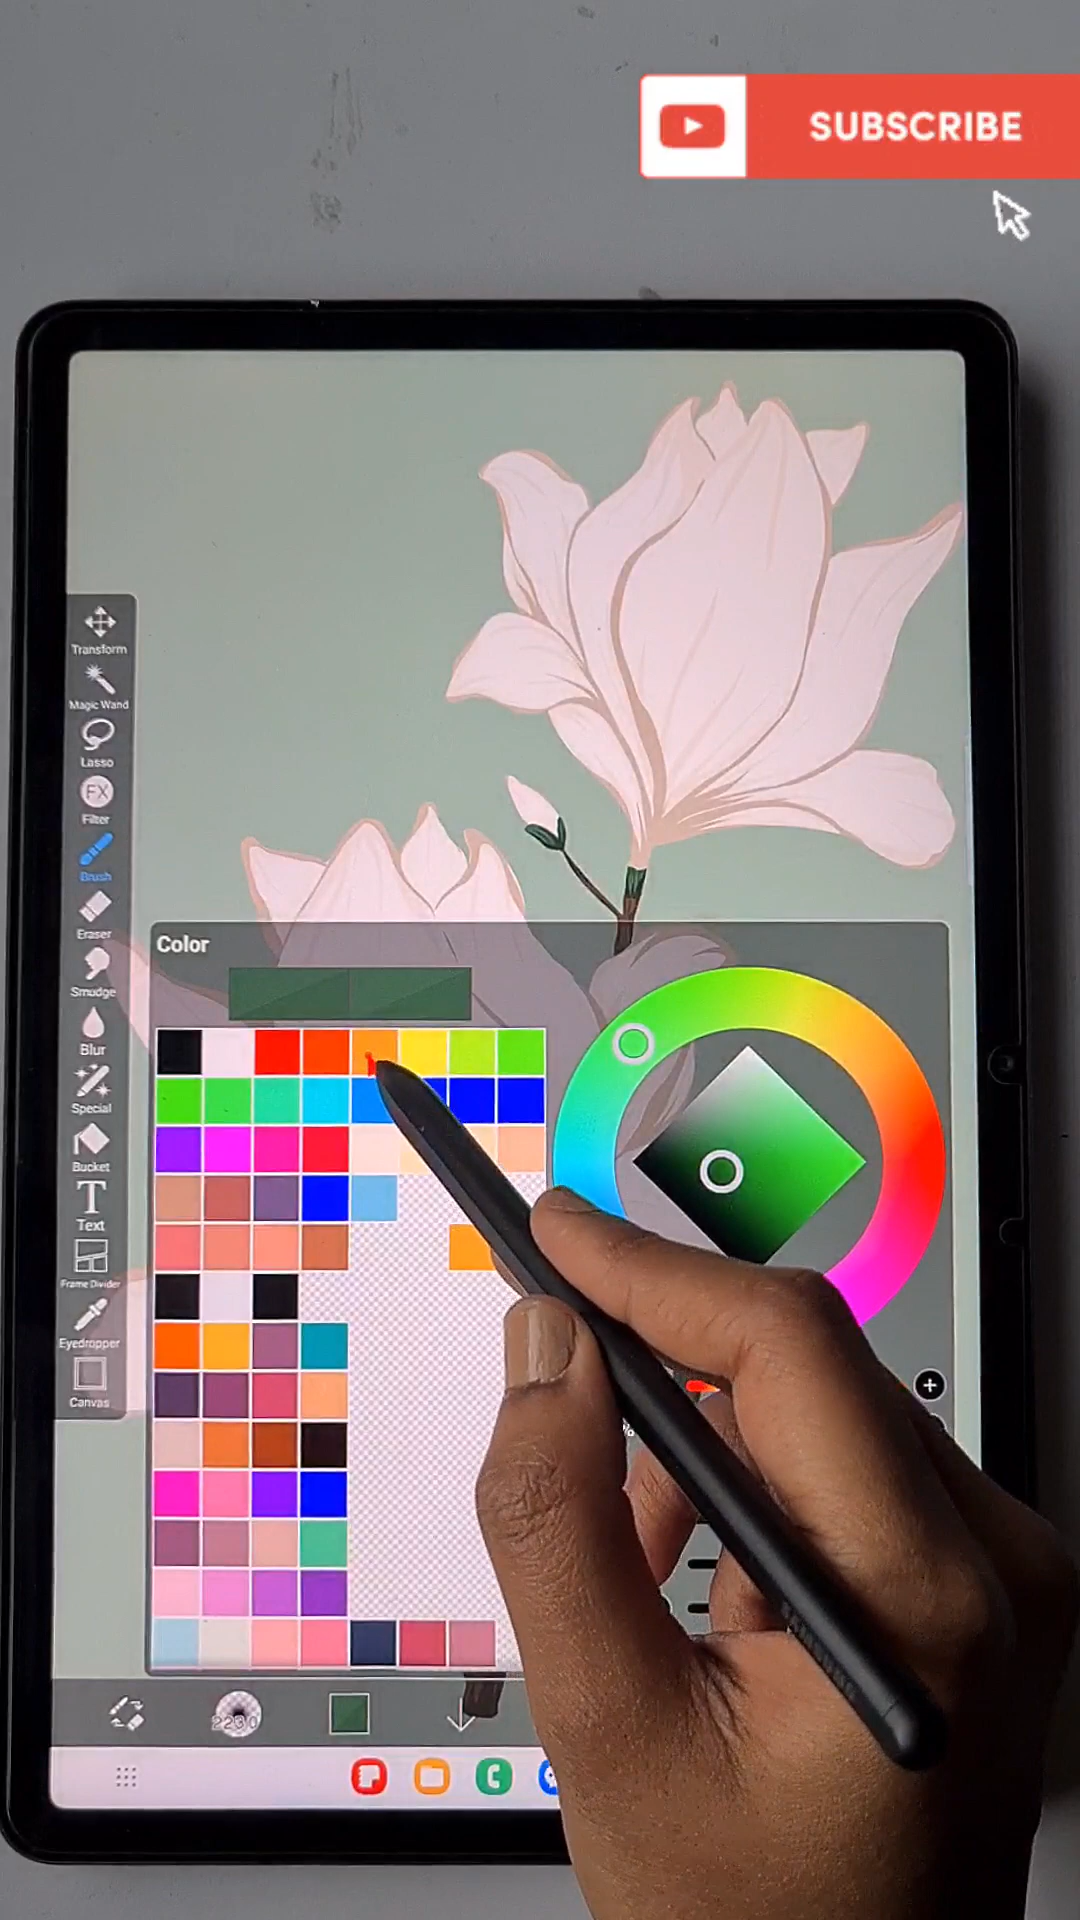 SUBSCRIBE
Transform
Magic Wand
Lasso
FX
Filter
Brush
Eraser
Color
Smudge
Blur
Special
Bucket
T
Text
Frame Divider
Eyedropper
Canvas